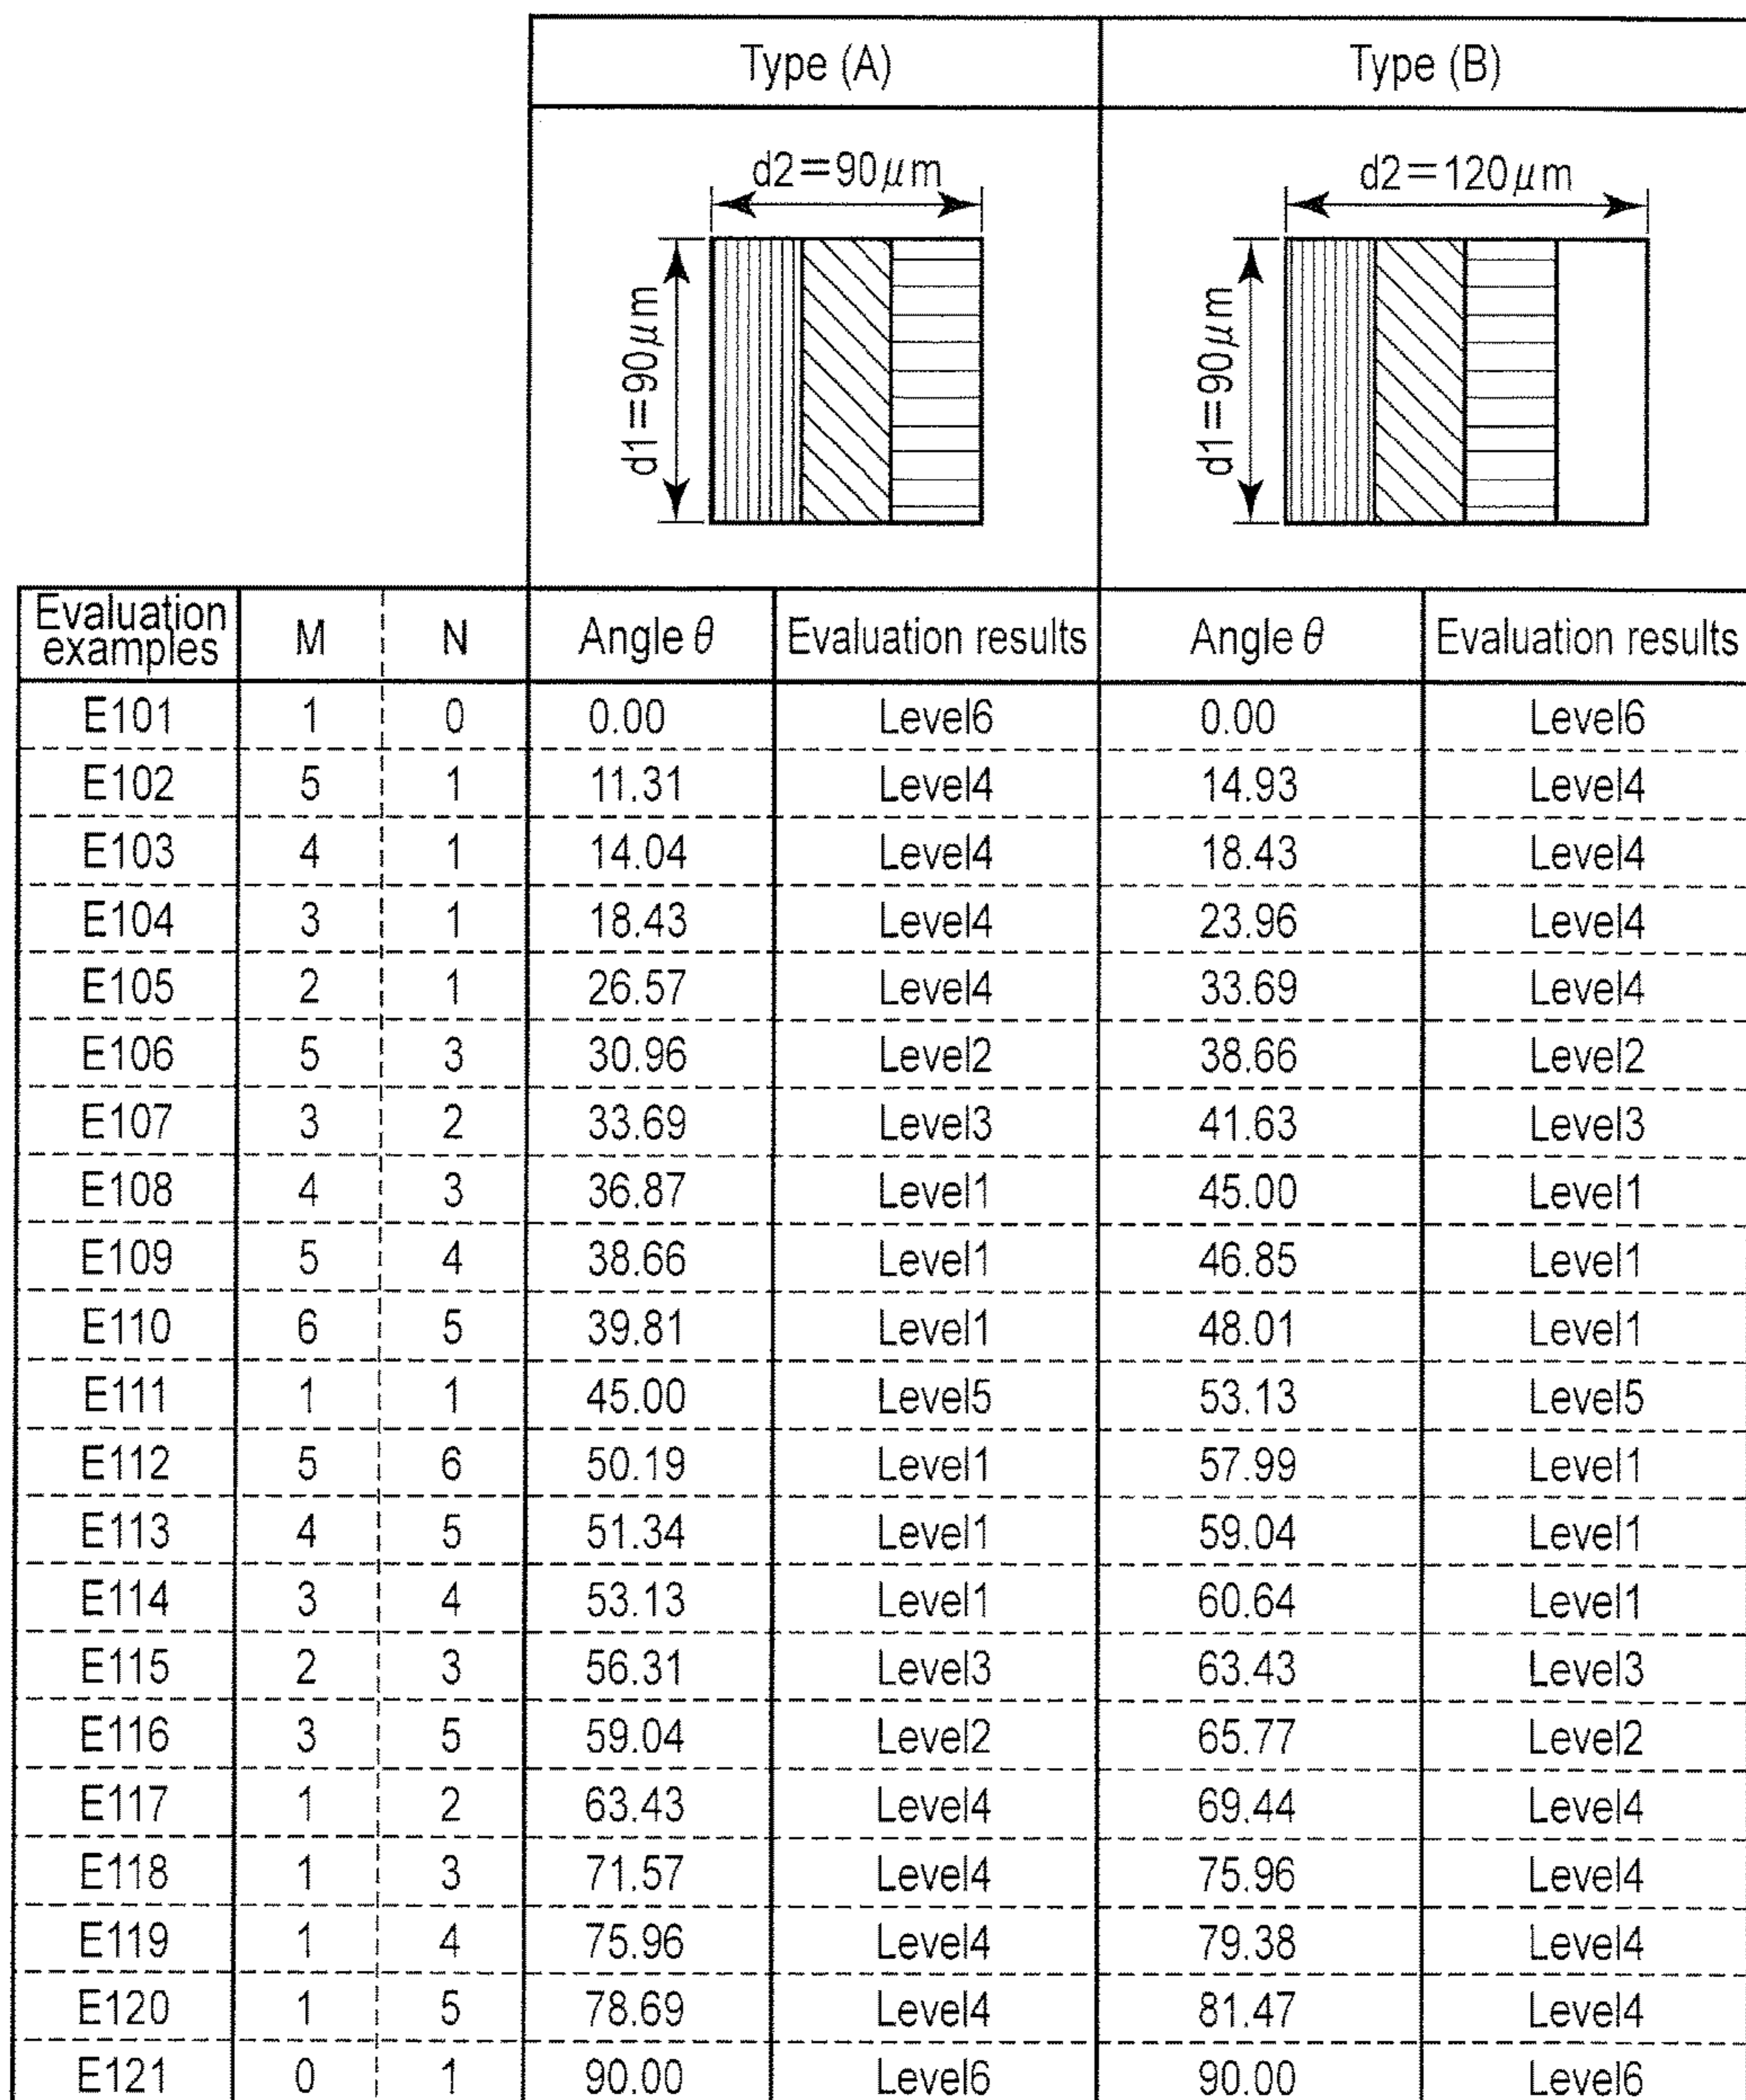 Type (A) Type (B)
d2=90μm d2=120μm
d1=90μm d1=90μm
Evaluation examples M N Angle θ Evaluation results Angle θ Evaluation results
E101 1 0 0.00 Level6 0.00 Level6
E102 5 1 11.31 Level4 14.93 Level4
E103 4 1 14.04 Level4 18.43 Level4
E104 3 1 18.43 Level4 23.96 Level4
E105 2 1 26.57 Level4 33.69 Level4
E106 5 3 30.96 Level2 38.66 Level2
E107 3 2 33.69 Level3 41.63 Level3
E108 4 3 36.87 Level1 45.00 Level1
E109 5 4 38.66 Level1 46.85 Level1
E110 6 5 39.81 Level1 48.01 Level1
E111 1 1 45.00 Level5 53.13 Level5
E112 5 6 50.19 Level1 57.99 Level1
E113 4 5 51.34 Level1 59.04 Level1
E114 3 4 53.13 Level1 60.64 Level1
E115 2 3 56.31 Level3 63.43 Level3
E116 3 5 59.04 Level2 65.77 Level2
E117 1 2 63.43 Level4 69.44 Level4
E118 1 3 71.57 Level4 75.96 Level4
E119 1 4 75.96 Level4 79.38 Level4
E120 1 5 78.69 Level4 81.47 Level4
E121 0 1 90.00 Level6 90.00 Level6